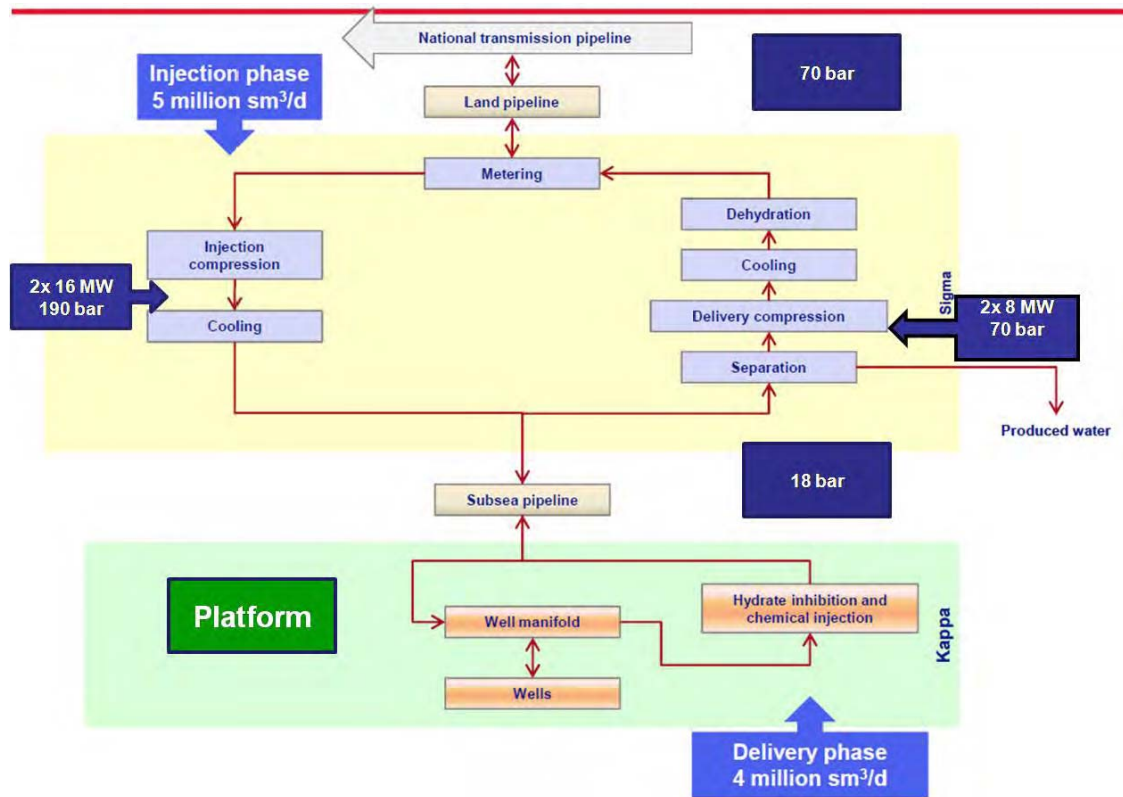 National transmission pipeline
Injection phase
5 million sm³/d
70 bar
Land pipeline
Metering
Dehydration
Injection
compression
Cooling
2x 16 MW
190 bar
Sigma
2x 8 MW
70 bar
Delivery compression
Cooling
Separation
Produced water
18 bar
Subsea pipeline
Platform
Hydrate inhibition and
chemical injection
Well manifold
Kappa
Wells
Delivery phase
4 million sm³/d